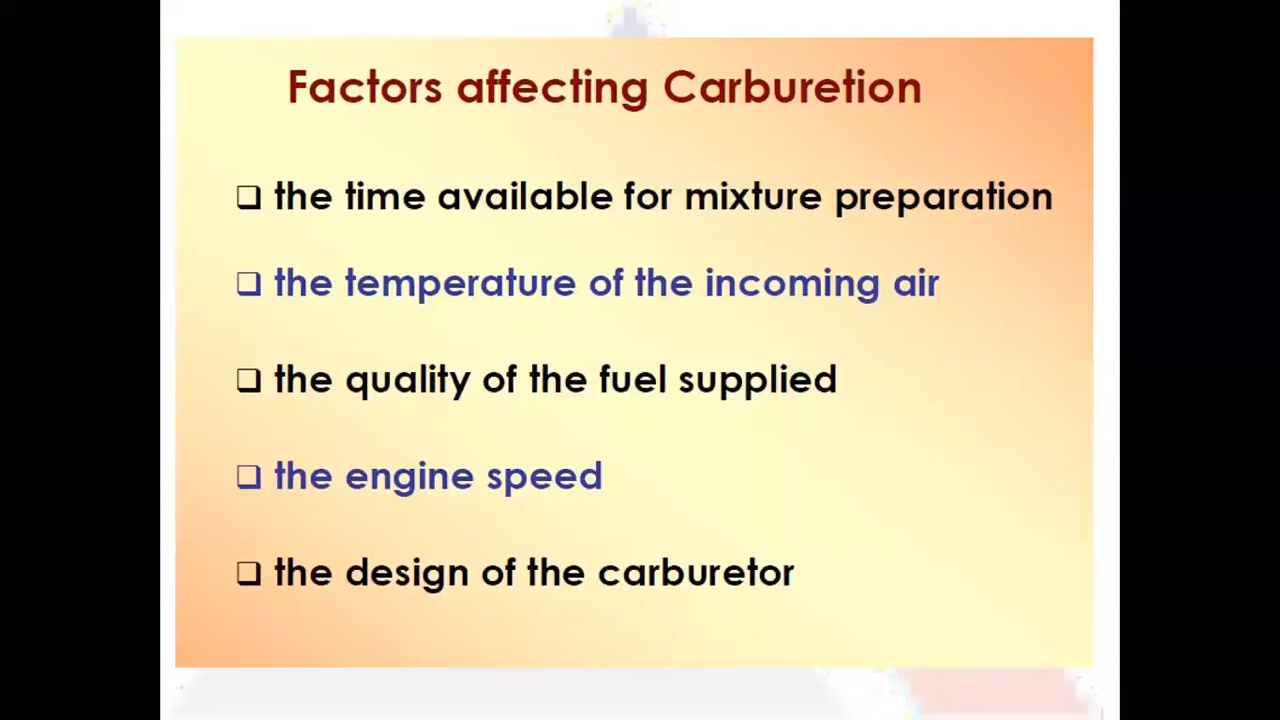 Factors affecting Carburetion
❑ the time available for mixture preparation
❑ the temperature of the incoming air
❑ the quality of the fuel supplied
❑ the engine speed
❑ the design of the carburetor